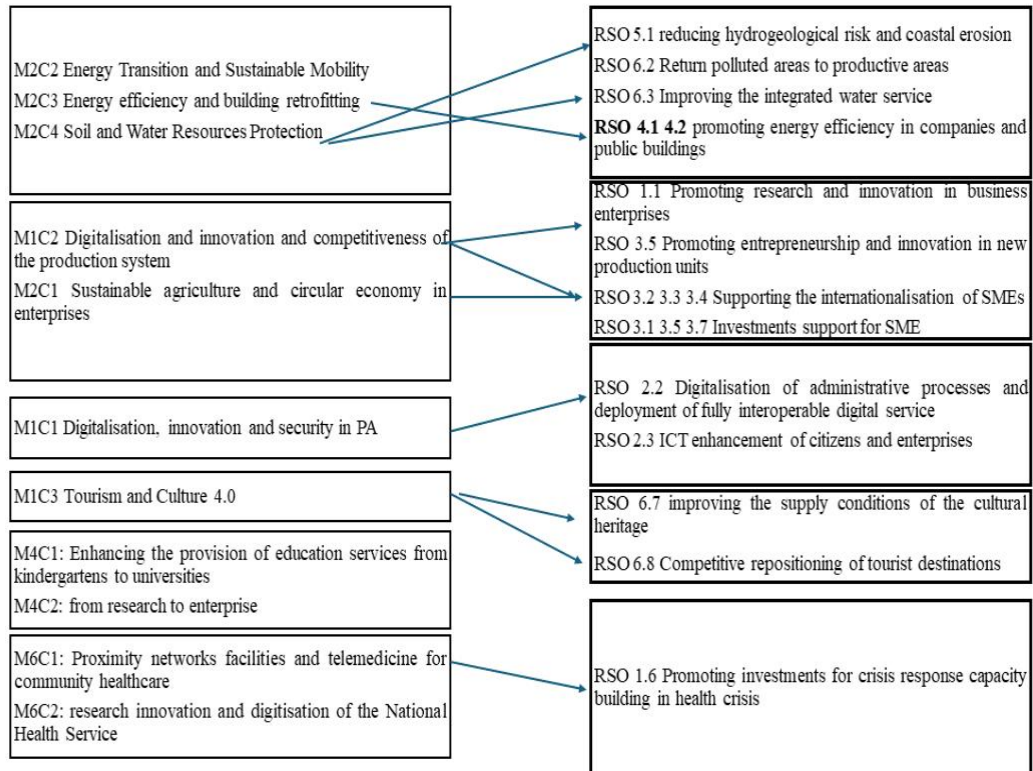 M2C2 Energy Transition and Sustainable Mobility
M2C3 Energy efficiency and building retrofitting
M2C4 Soil and Water Resources Protection
RSO 5.1 reducing hydrogeological risk and coastal erosion
RSO 6.2 Return polluted areas to productive areas
RSO 6.3 Improving the integrated water service
RSO 4.1 4.2 promoting energy efficiency in companies and
public buildings
M1C2 Digitalisation and innovation and competitiveness of
the production system
M2C1 Sustainable agriculture and circular economy in
enterprises
RSO 1.1 Promoting research and innovation in business
enterprises
RSO 3.5 Promoting entrepreneurship and innovation in new
production units
RSO 3.2 3.3 3.4 Supporting the internationalisation of SMEs
RSO 3.1 3.5 3.7 Investments support for SME
M1C1 Digitalisation, innovation and security in PA
RSO 2.2 Digitalisation of administrative processes and
deployment of fully interoperable digital service
RSO 2.3 ICT enhancement of citizens and enterprises
M1C3 Tourism and Culture 4.0
RSO 6.7 improving the supply conditions of the cultural
heritage
RSO 6.8 Competitive repositioning of tourist destinations
M4C1: Enhancing the provision of education services from
kindergartens to universities
M4C2: from research to enterprise
M6C1: Proximity networks facilities and telemedicine for
community healthcare
M6C2: research innovation and digitisation of the National
Health Service
RSO 1.6 Promoting investments for crisis response capacity
building in health crisis